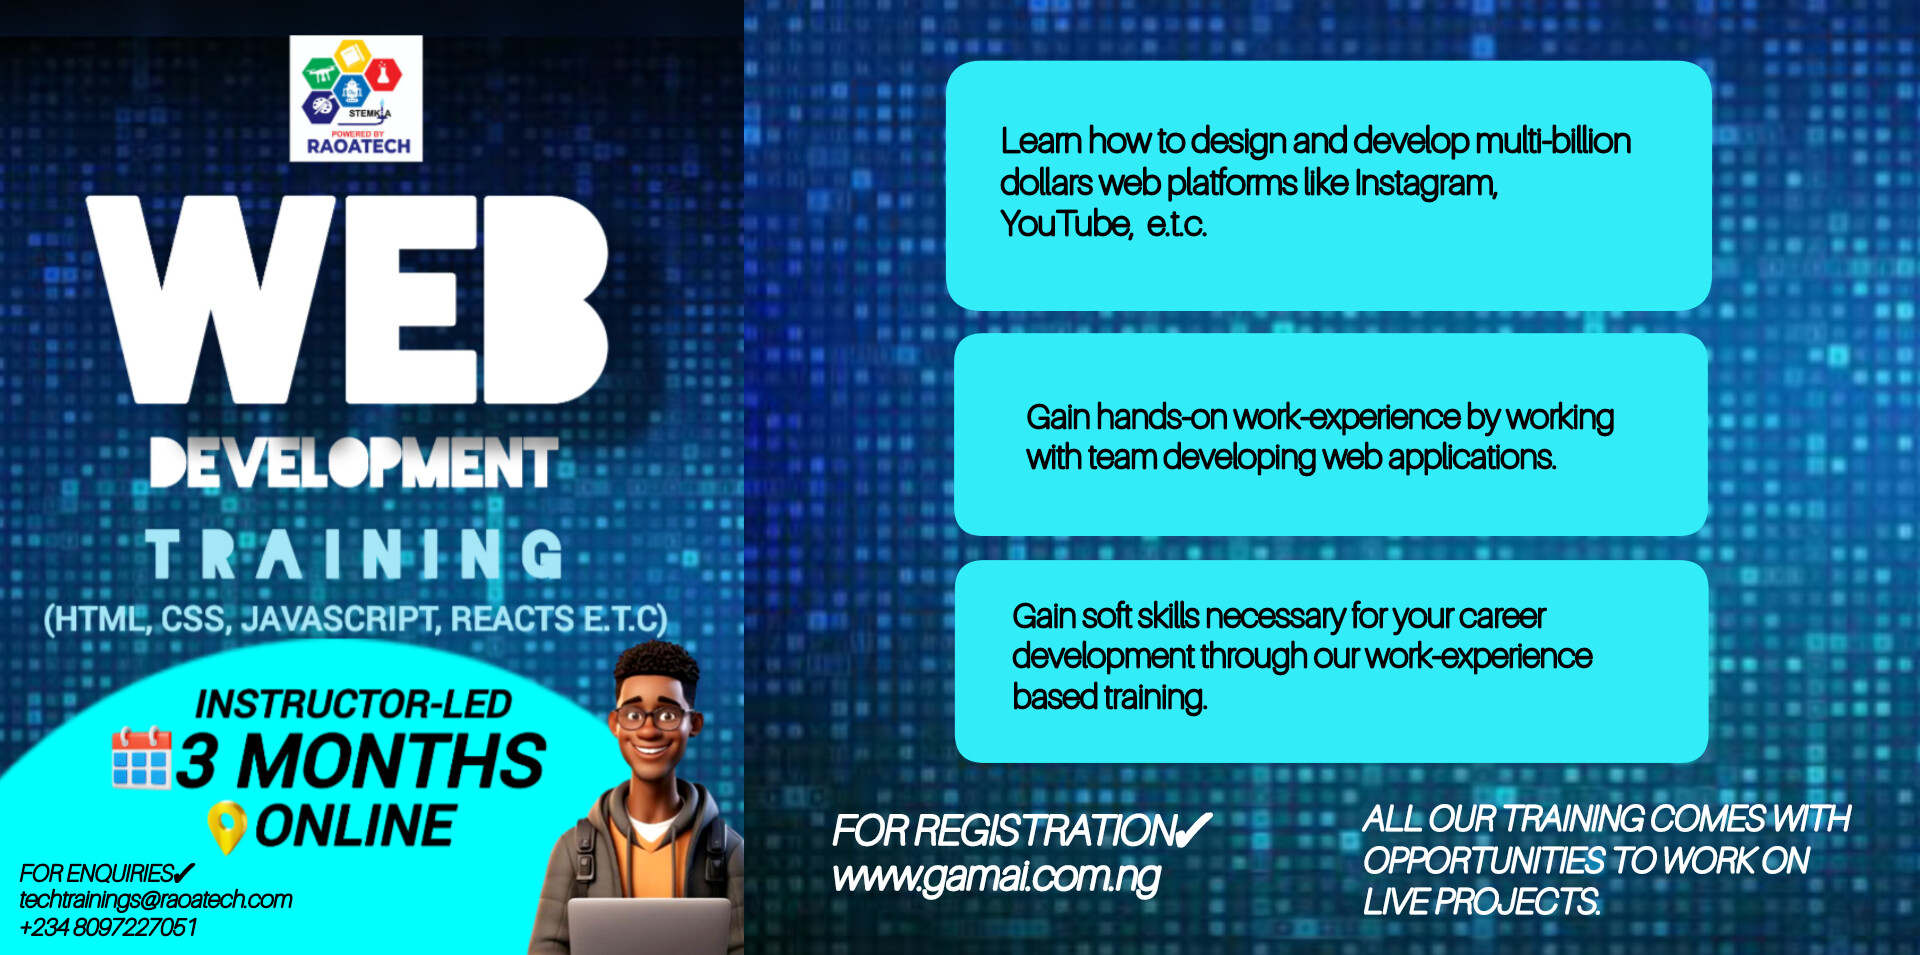 STEMKLA
POWERED BY
RAOATECH
WEB
DEVELOPMENT
TRAINING
(HTML, CSS, JAVASCRIPT, REACTS E.T.C)
INSTRUCTOR-LED
3 MONTHS
ONLINE
FOR ENQUIRIES✔
techtrainings@raoatech.com
+234 8097227051
Learn how to design and develop multi-billion
dollars web platforms like Instagram,
YouTube, e.t.c.
Gain hands-on work-experience by working
with team developing web applications.
Gain soft skills necessary for your career
development through our work-experience
based training.
FOR REGISTRATION✔
www.gamai.com.ng
ALL OUR TRAINING COMES WITH
OPPORTUNITIES TO WORK ON
LIVE PROJECTS.